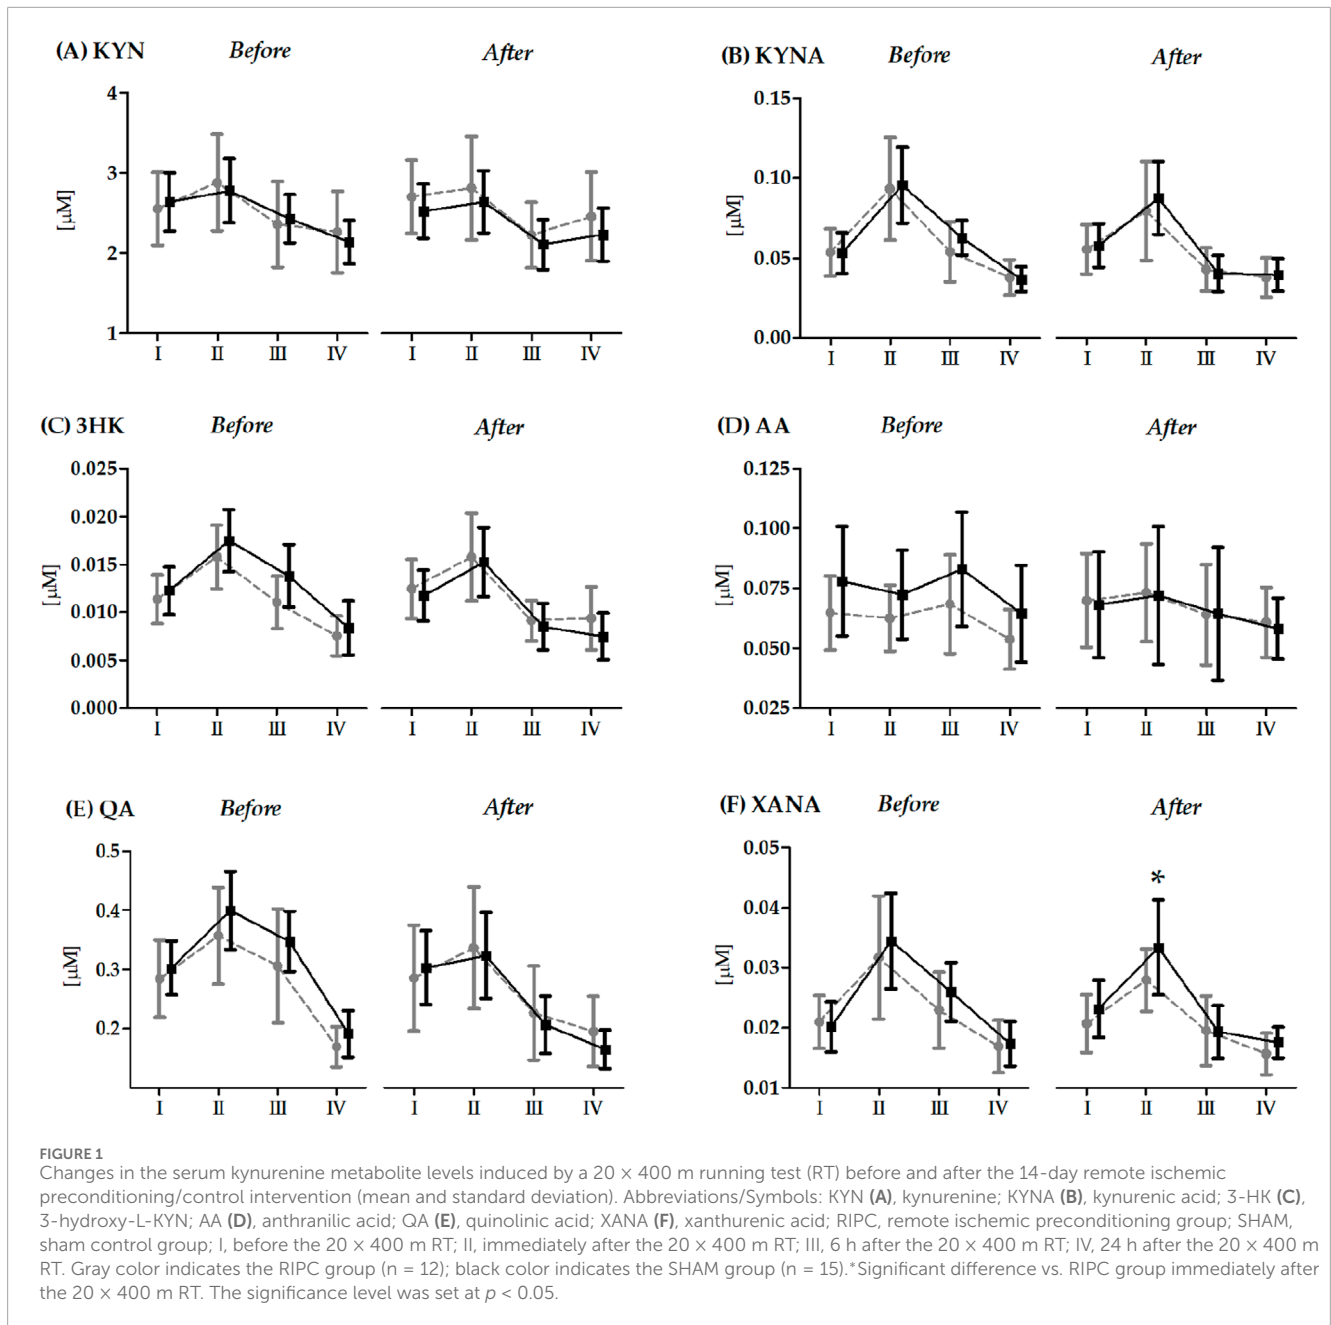 (A) KYN
Before
After
4
3
2
1
[µM]
I II III IV
I II III IV
(B) KYNA
Before
After
0.15
0.10
0.05
0.00
[µM]
I II III IV
I II III IV
(C) 3HK
Before
After
0.025
0.020
0.015
0.010
0.005
0.000
[µM]
I II III IV
I II III IV
(D) AA
Before
After
0.125
0.100
0.075
0.050
0.025
[µM]
I II III IV
I II III IV
(E) QA
Before
After
0.5
0.4
0.3
0.2
[µM]
I II III IV
I II III IV
(F) XANA
Before
After
0.05
0.04
0.03
0.02
0.01
[µM]
*
I II III IV
I II III IV
FIGURE 1
Changes in the serum kynurenine metabolite levels induced by a 20 × 400 m running test (RT) before and after the 14-day remote ischemic
preconditioning/control intervention (mean and standard deviation). Abbreviations/Symbols: KYN (A), kynurenine; KYNA (B), kynurenic acid; 3-HK (C),
3-hydroxy-L-KYN; AA (D), anthranilic acid; QA (E), quinolinic acid; XANA (F), xanthurenic acid; RIPC, remote ischemic preconditioning group; SHAM,
sham control group; I, before the 20 × 400 m RT; II, immediately after the 20 × 400 m RT; III, 6 h after the 20 × 400 m RT; IV, 24 h after the 20 × 400 m
RT. Gray color indicates the RIPC group (n = 12); black color indicates the SHAM group (n = 15).*Significant difference vs. RIPC group immediately after
the 20 × 400 m RT. The significance level was set at p < 0.05.